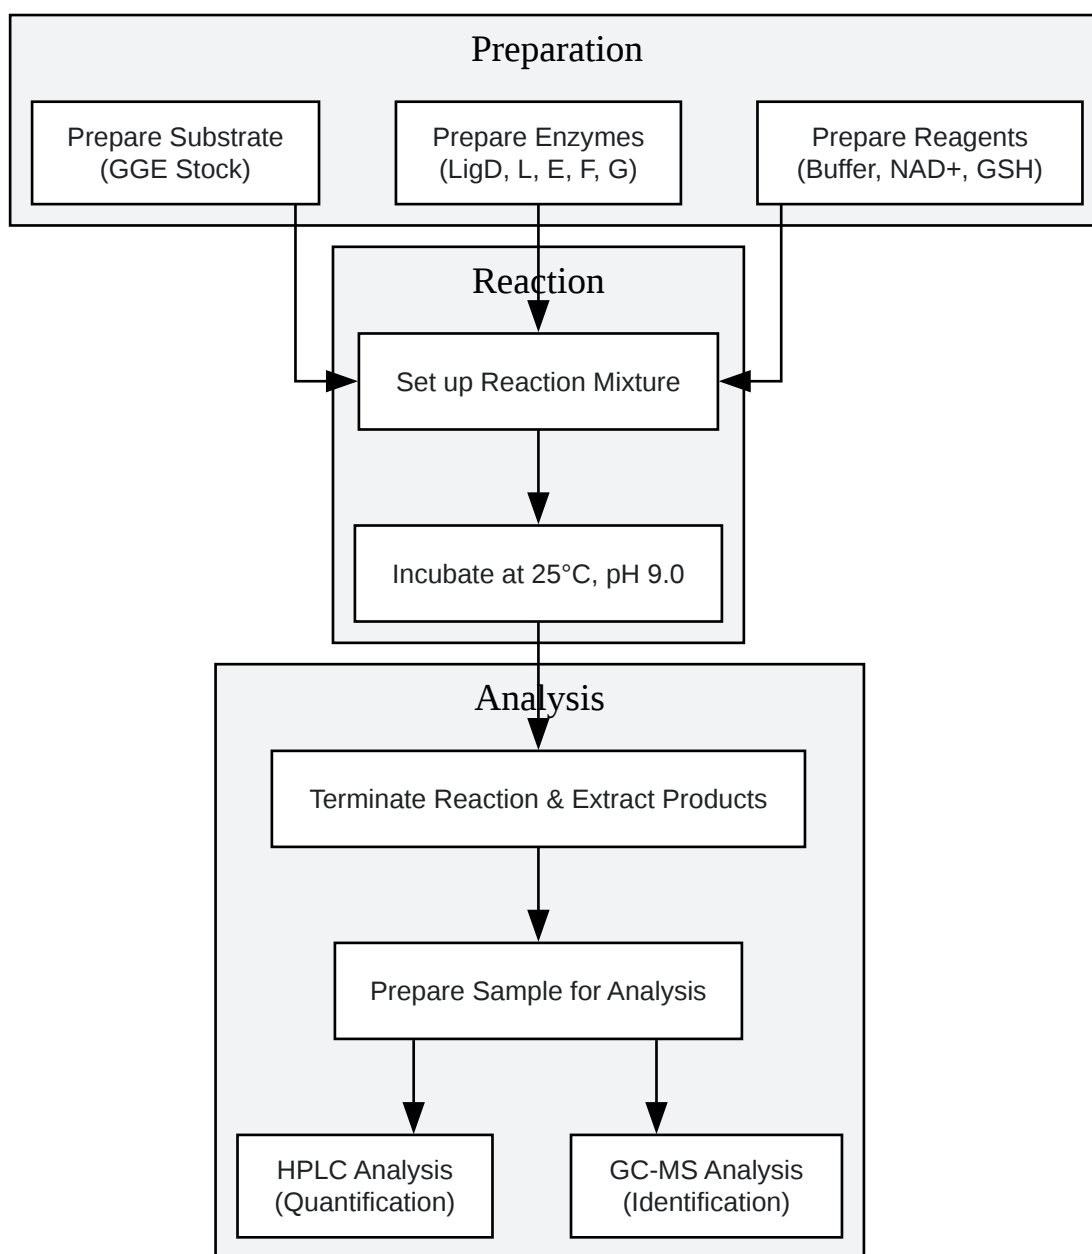 Preparation
Prepare Substrate
(GGE Stock)
Prepare Enzymes
(LigD, L, E, F, G)
Prepare Reagents
(Buffer, NAD+, GSH)
Reaction
Set up Reaction Mixture
Incubate at 25°C, pH 9.0
Analysis
Terminate Reaction & Extract Products
Prepare Sample for Analysis
HPLC Analysis
(Quantification)
GC-MS Analysis
(Identification)